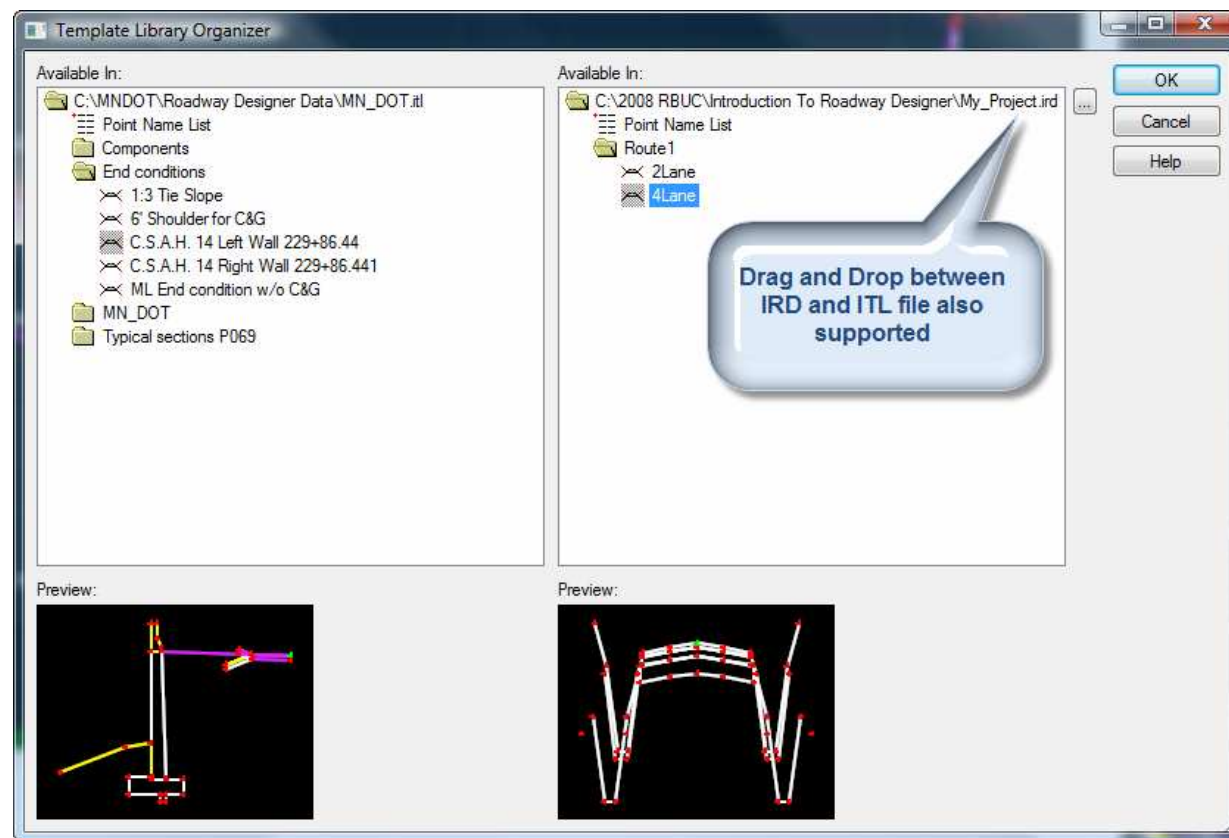 Template Library Organizer
Available In:
C:\MNDOT\Roadway Designer Data\MN_DOT.itl
Point Name List
Components
End conditions
1:3 Tie Slope
6' Shoulder for C&G
C.S.A.H. 14 Left Wall 229+86.44
C.S.A.H. 14 Right Wall 229+86.441
ML End condition w/o C&G
MN_DOT
Typical sections P069
Available In:
C:\2008 RBUC\Introduction To Roadway Designer\My_Project.ird
Point Name List
Route1
2Lane
4Lane
...
OK
Cancel
Help
Drag and Drop between
IRD and ITL file also
supported
Preview:
Preview: